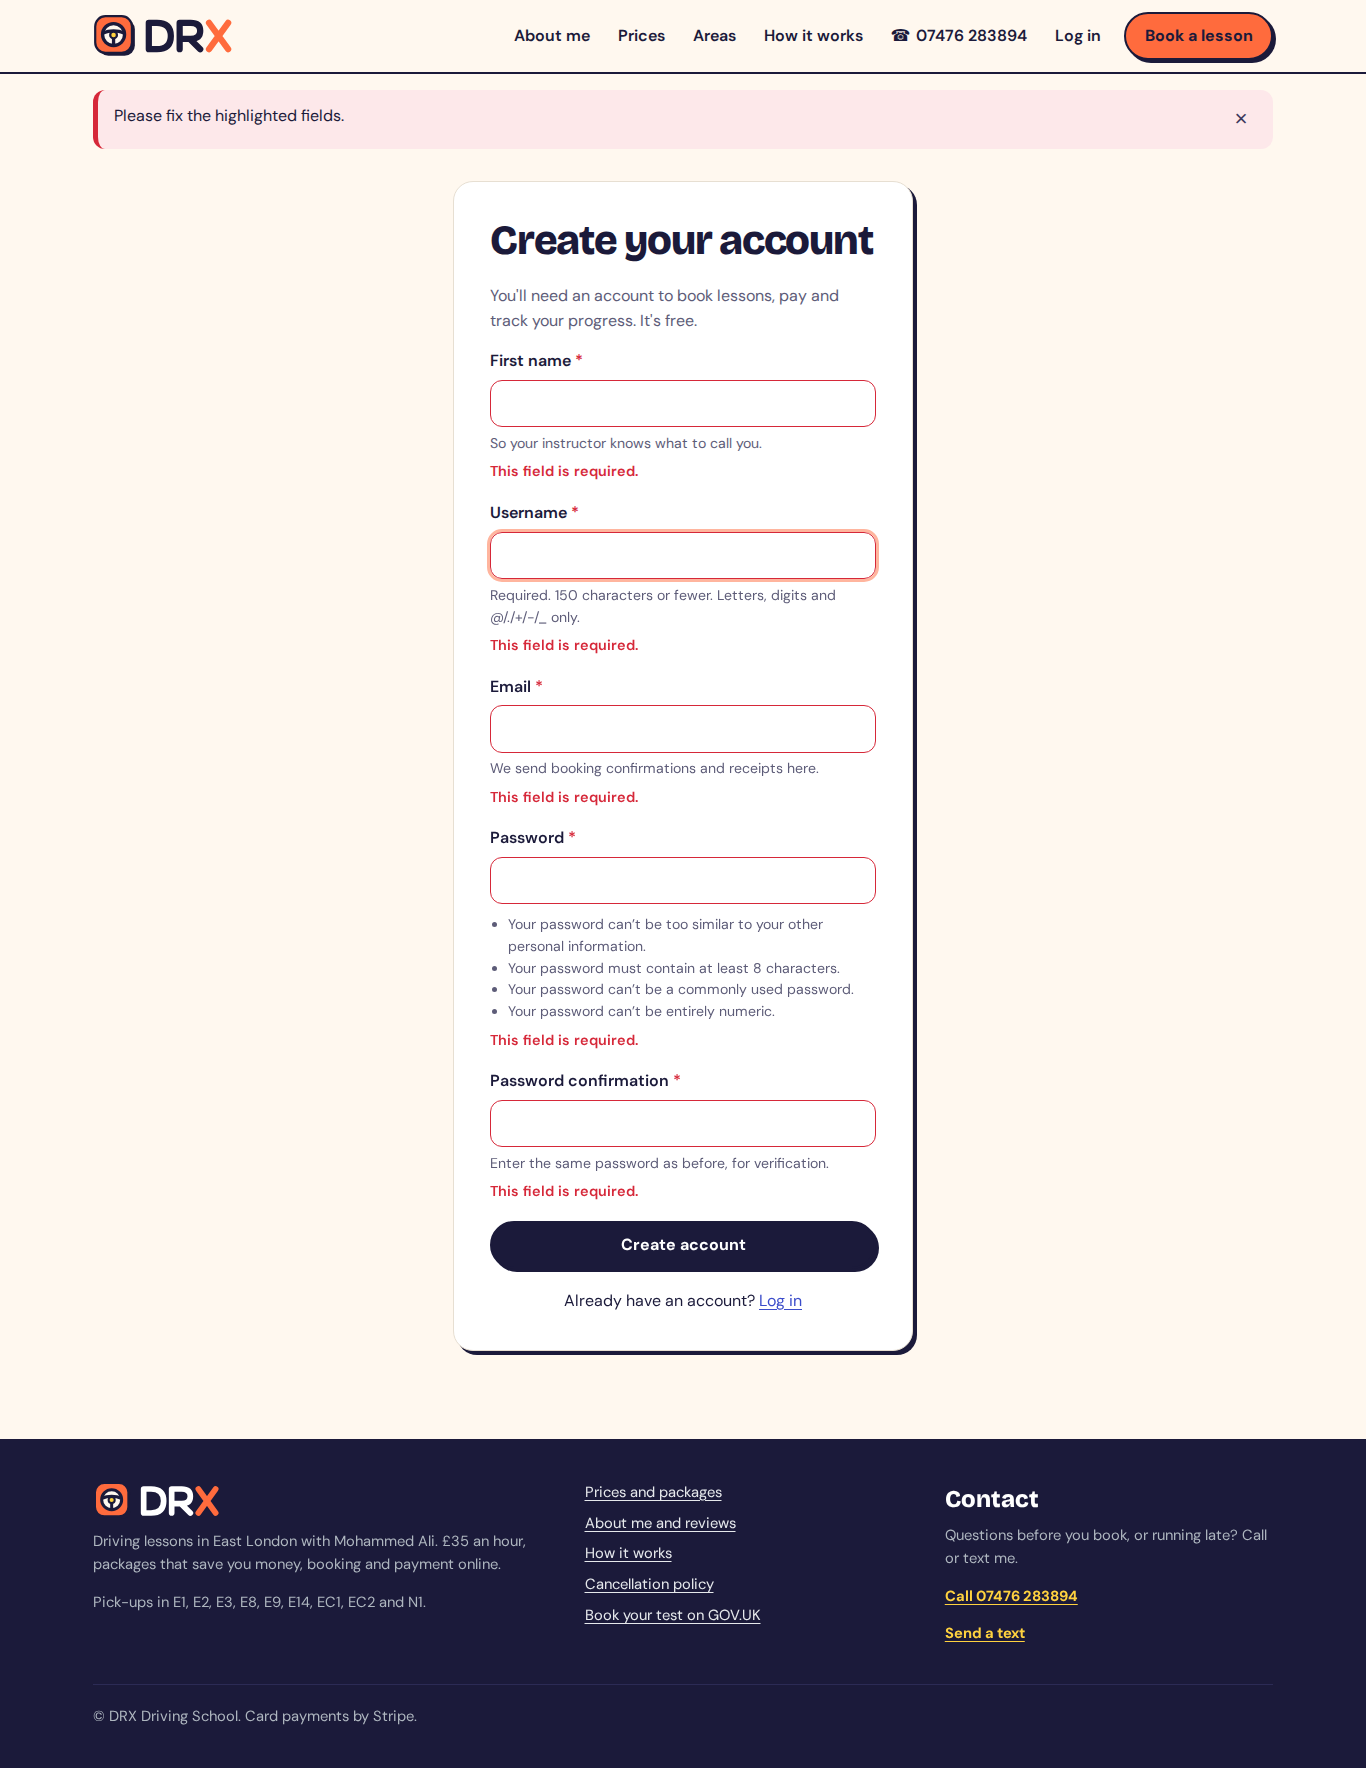 DRX
About me
Prices
Areas
How it works
☎ 07476 283894
Log in
Book a lesson
Please fix the highlighted fields.
×
Create your account
You'll need an account to book lessons, pay and
track your progress. It's free.
First name *
So your instructor knows what to call you.
This field is required.
Username *
Required. 150 characters or fewer. Letters, digits and
@/./+/-/_ only.
This field is required.
Email *
We send booking confirmations and receipts here.
This field is required.
Password *
• Your password can’t be too similar to your other
personal information.
• Your password must contain at least 8 characters.
• Your password can’t be a commonly used password.
• Your password can’t be entirely numeric.
This field is required.
Password confirmation *
Enter the same password as before, for verification.
This field is required.
Create account
Already have an account? Log in
DRX
Driving lessons in East London with Mohammed Ali. £35 an hour,
packages that save you money, booking and payment online.
Pick-ups in E1, E2, E3, E8, E9, E14, EC1, EC2 and N1.
Prices and packages
About me and reviews
How it works
Cancellation policy
Book your test on GOV.UK
Contact
Questions before you book, or running late? Call
or text me.
Call 07476 283894
Send a text
© DRX Driving School. Card payments by Stripe.